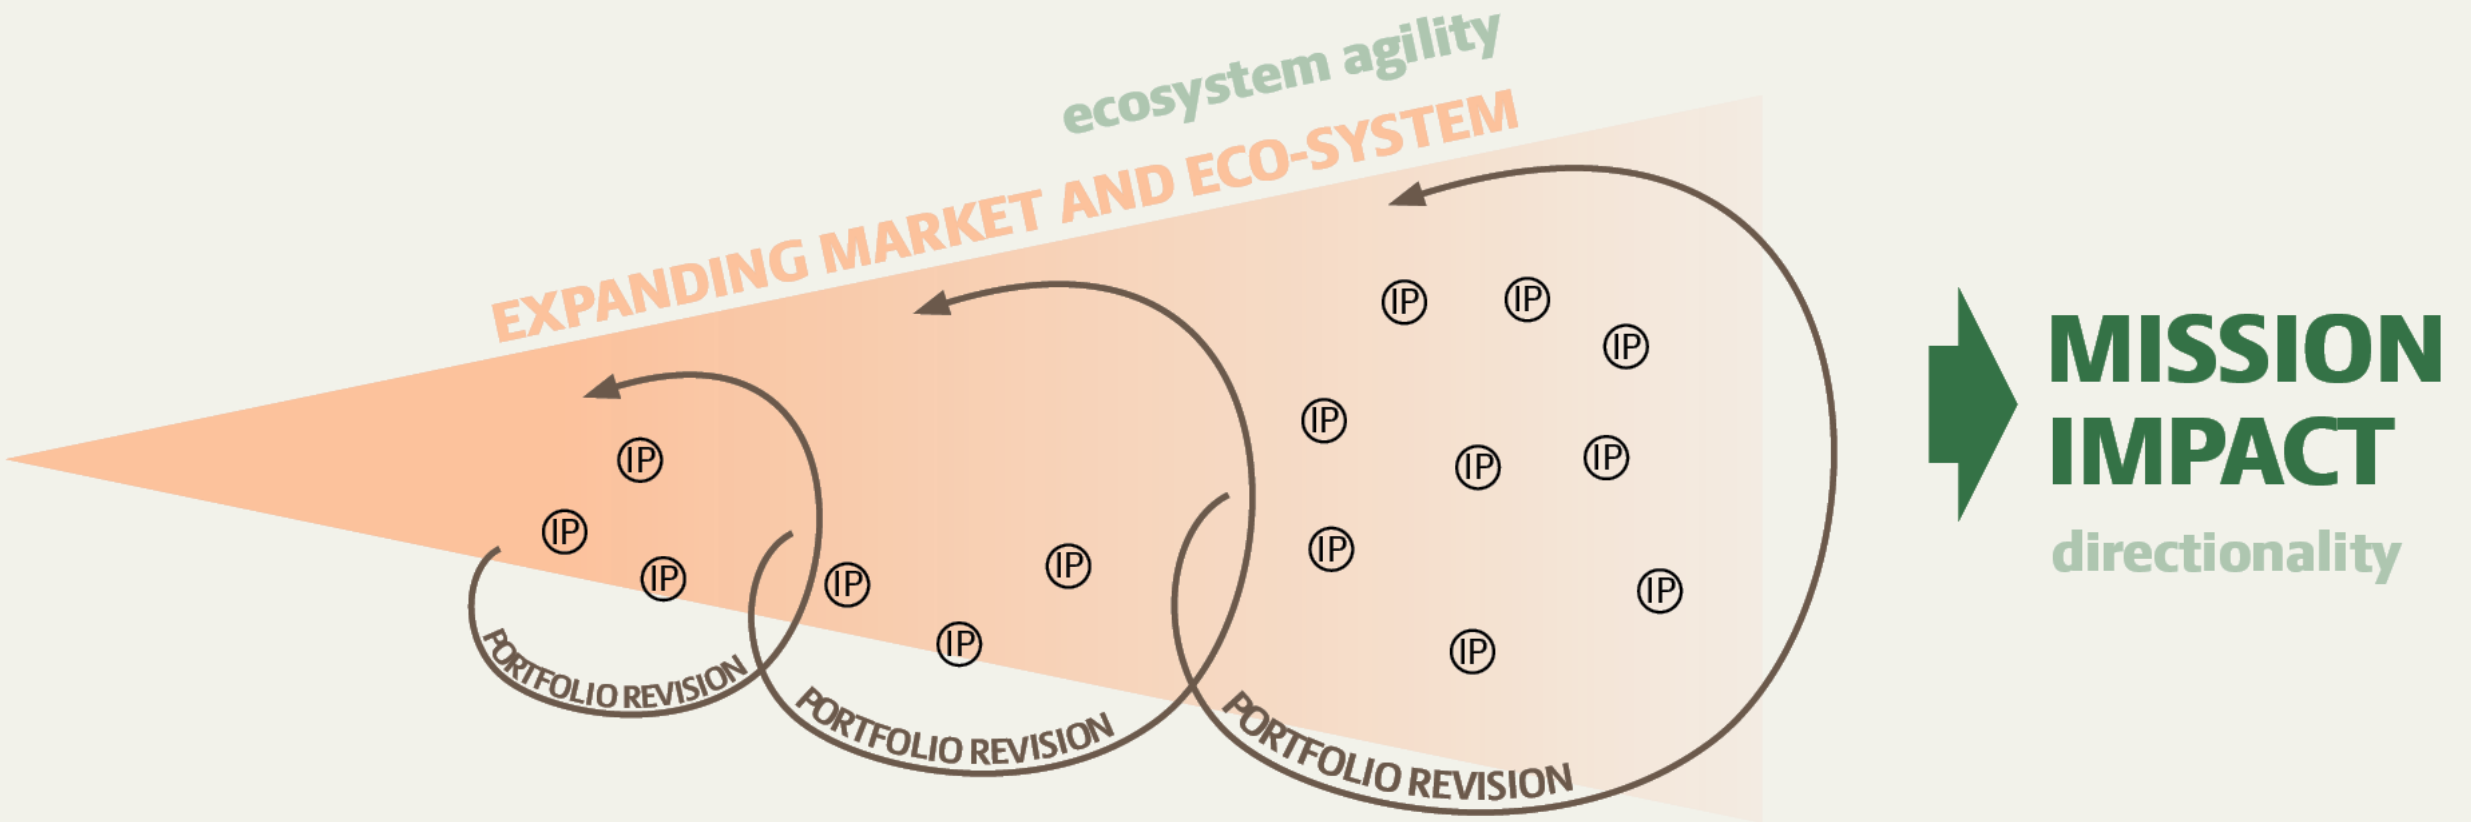 ecosystem agility
EXPANDING MARKET AND ECO-SYSTEM
IP
IP
IP
PORTFOLIO REVISION
IP
IP
IP
PORTFOLIO REVISION
IP
IP
IP
IP
IP
IP
IP
IP
IP
PORTFOLIO REVISION
MISSION
IMPACT
directionality